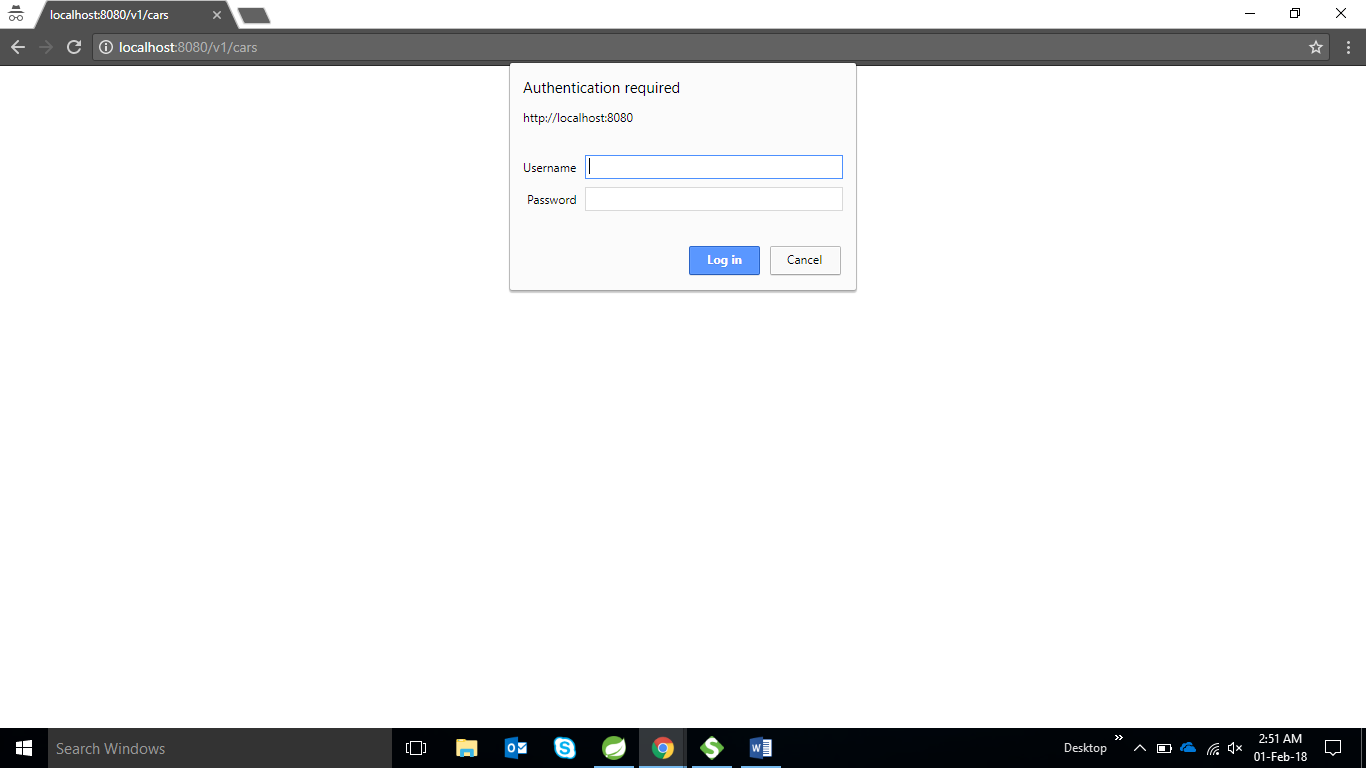 localhost:8080/v1/cars
localhost:8080/v1/cars
Authentication required
http://localhost:8080
Username
Password
Log in Cancel
Search Windows
Desktop
2:51 AM
01-Feb-18